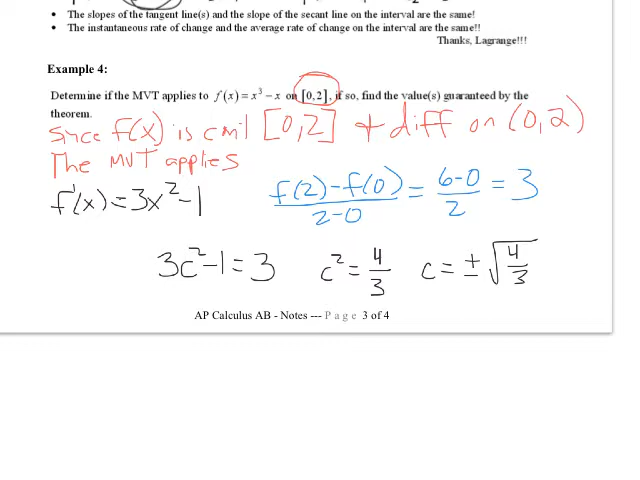 • The slopes of the tangent line(s) and the slope of the secant line on the interval are the same!
• The instantaneous rate of change and the average rate of change on the interval are the same!!
Thanks, Lagrange!!!
Example 4:
Determine if the MVT applies to f(x) = x³ − x on [0,2], if so, find the value(s) guaranteed by the
theorem.
Since f(x) is [0,2] + diff on (0,2)
The MVT applies
f'(x) = 3x² − 1
f(2) − f(0) / 2 − 0 = 6 − 0 / 2 = 3
3c² − 1 = 3 c² = 4/3 c = ± √4/3
AP Calculus AB - Notes --- Page 3 of 4